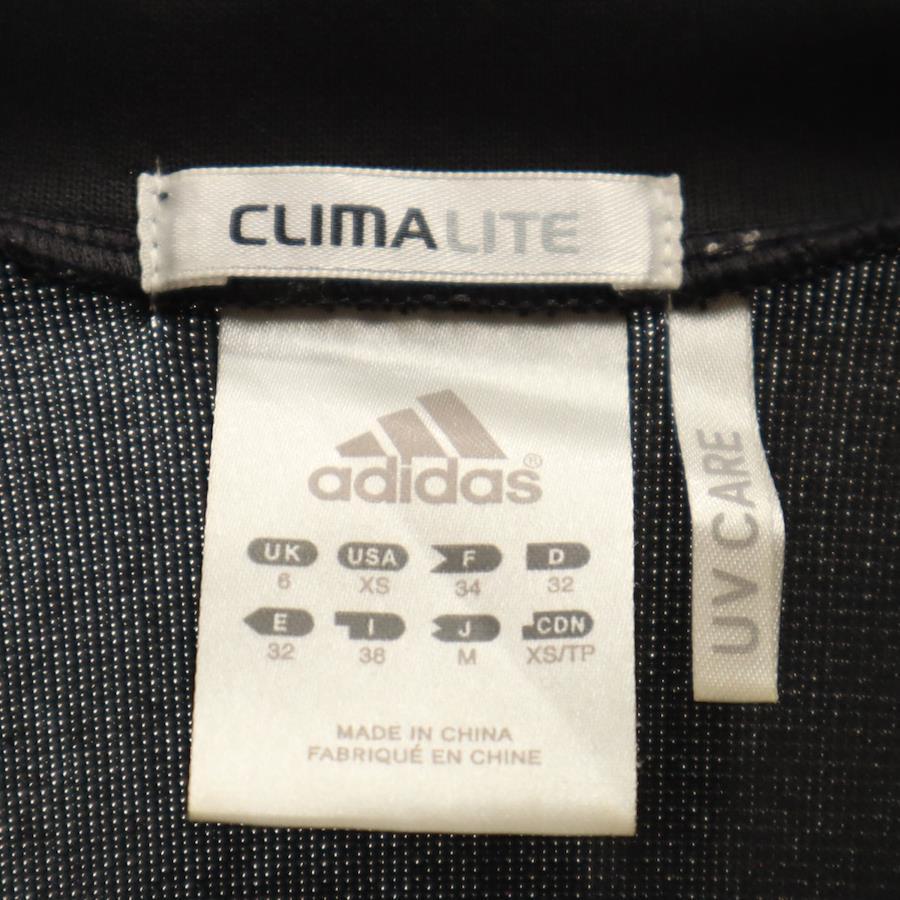 CLIMALITE
adidas®
UK USA F D
6 XS 34 32
E I J CDN
32 38 M XS/TP
MADE IN CHINA
FABRIQUÉ EN CHINE
UV CARE